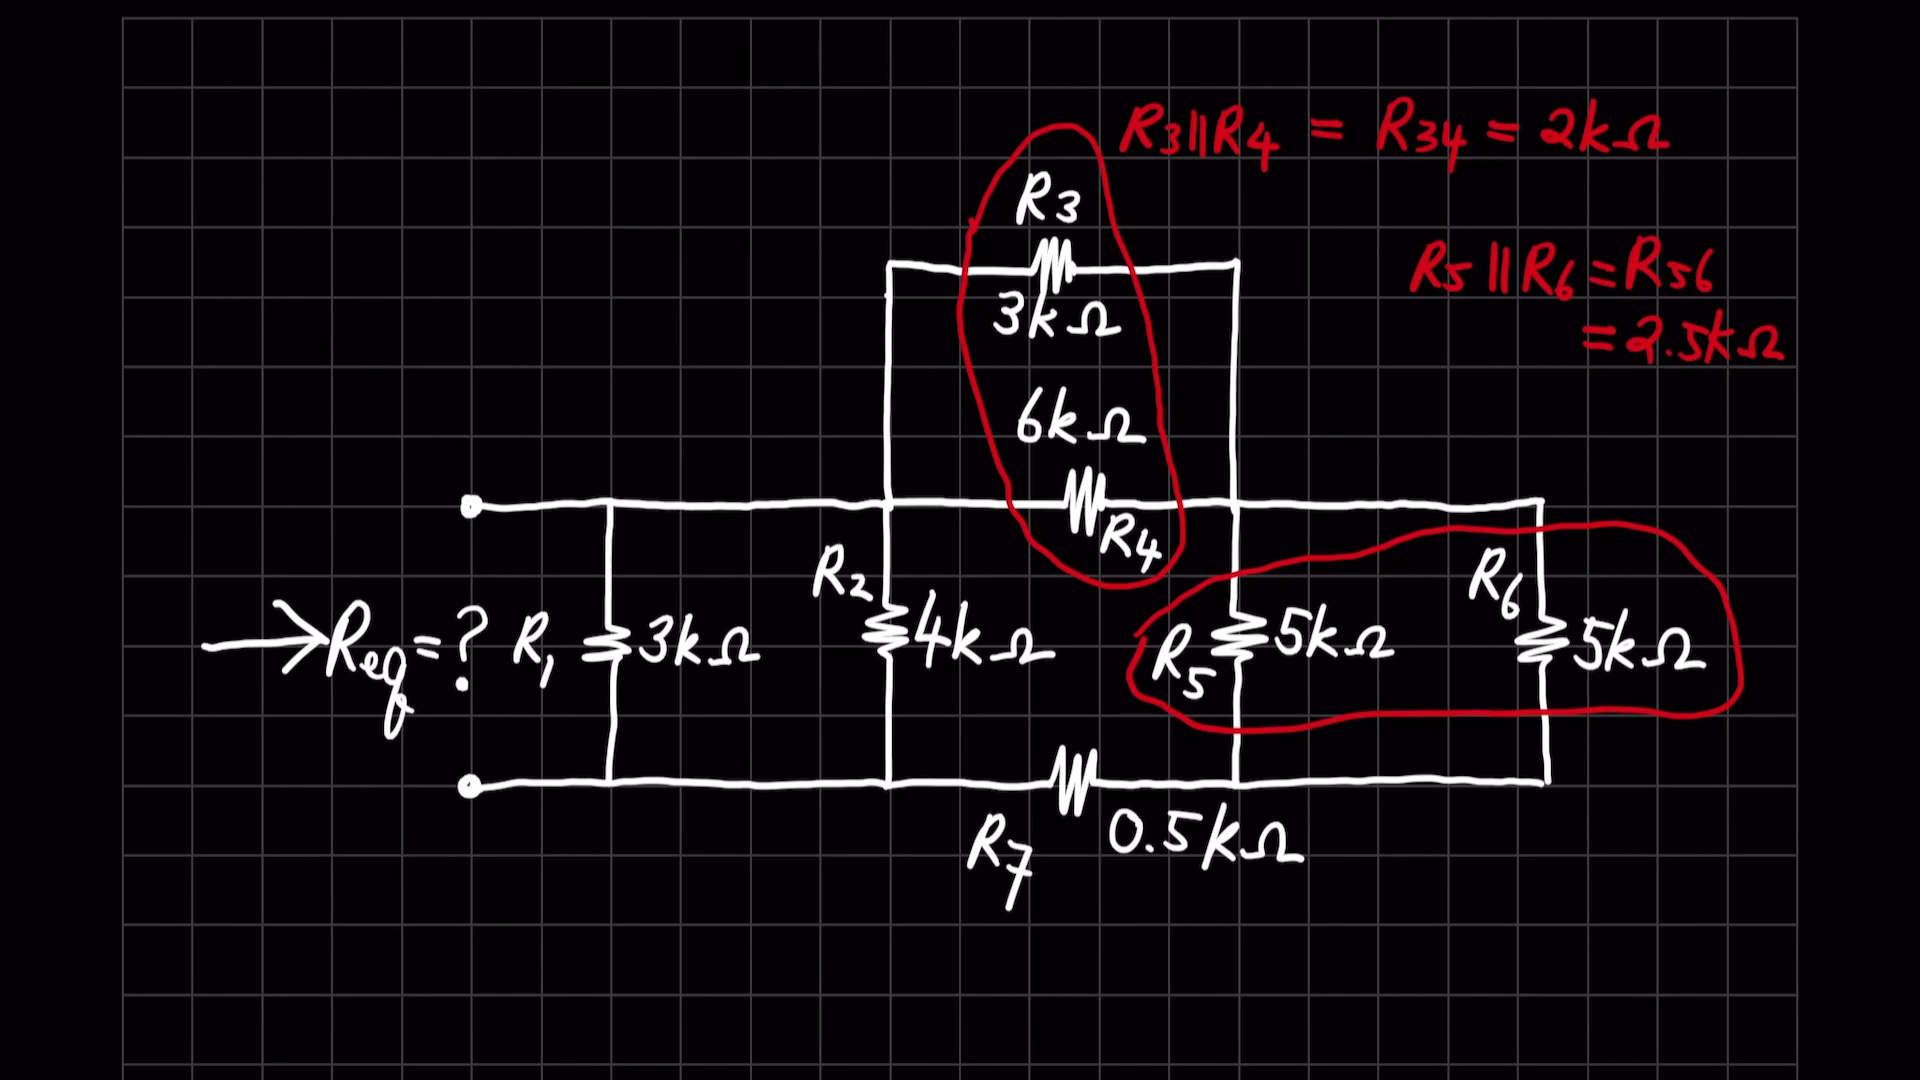 R3||R4 = R34 = 2kΩ
R3
R5 || R6 = R56
3kΩ
= 2.5kΩ
6kΩ
R4
R2
R6
Req=?
R1
3kΩ
4kΩ
R5
5kΩ
5kΩ
R7
0.5kΩ